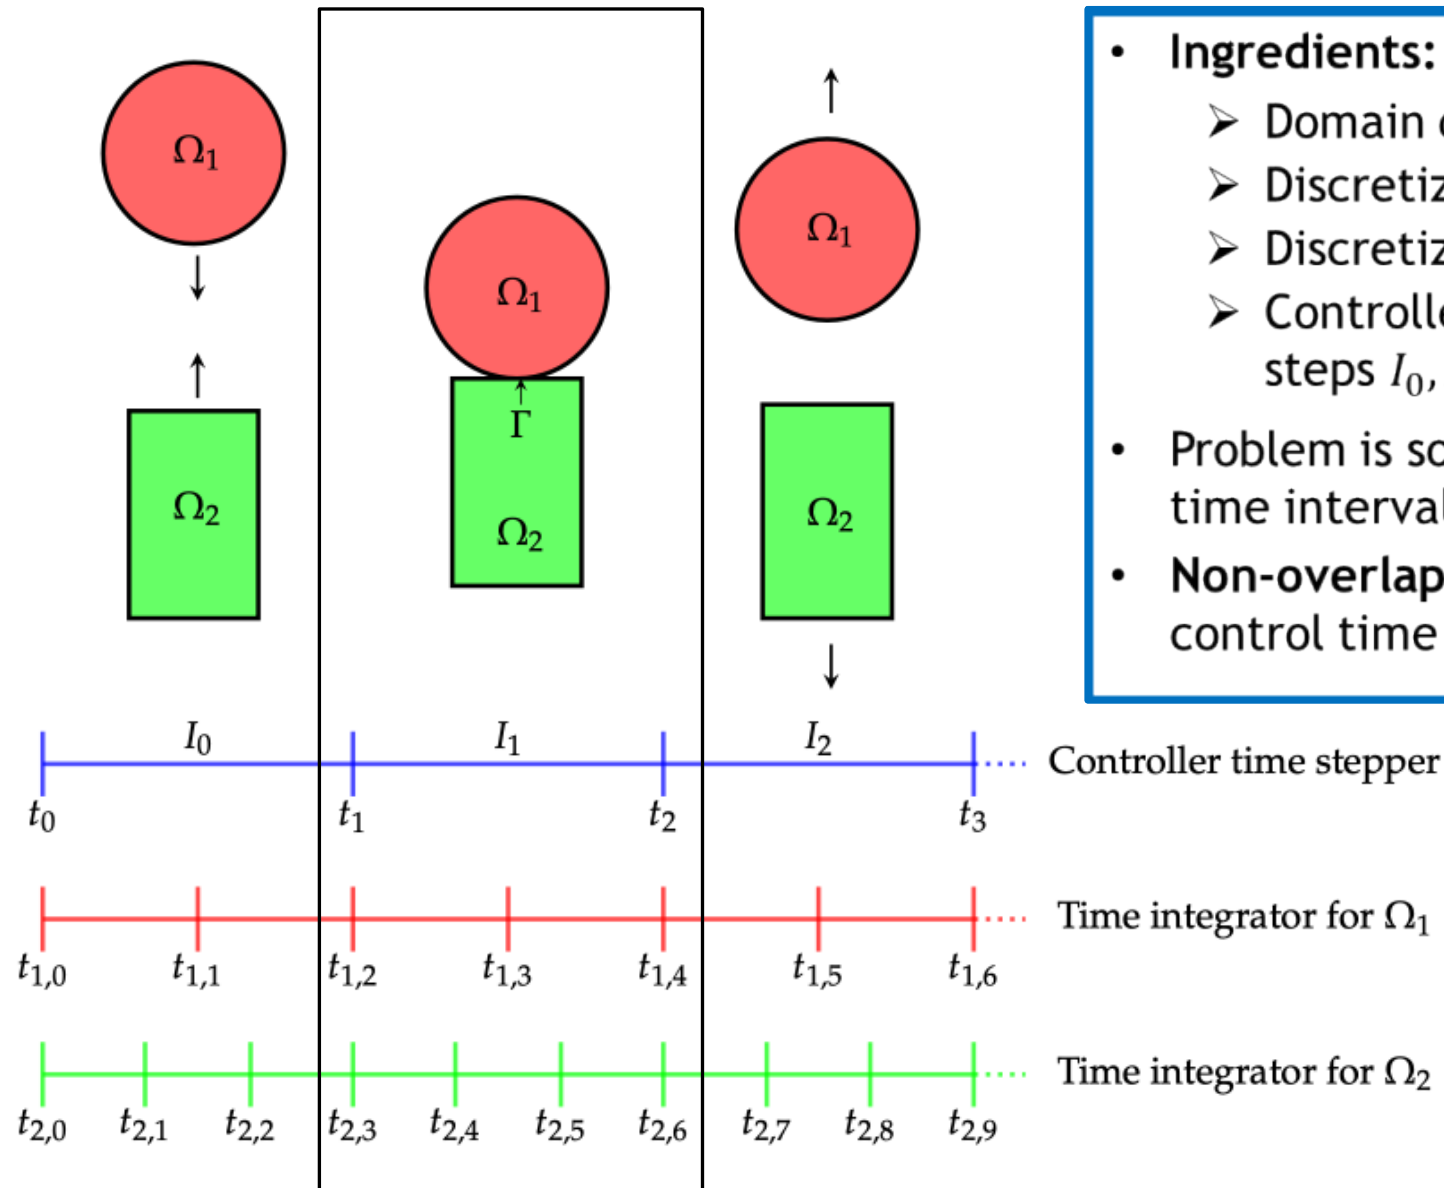 Ω₁
Ω₂
Ω₁
Γ
Ω₂
Ω₁
Ω₂
• Ingredients:
➢ Domain
➢ Discretiz
➢ Discretiz
➢ Controlle
steps I₀,
• Problem is so
time interval
• Non-overlap
control time
I₀ I₁ I₂
Controller time stepper
t₀ t₁ t₂ t₃
Time integrator for Ω₁
t₁,₀ t₁,₁ t₁,₂ t₁,₃ t₁,₄ t₁,₅ t₁,₆
Time integrator for Ω₂
t₂,₀ t₂,₁ t₂,₂ t₂,₃ t₂,₄ t₂,₅ t₂,₆ t₂,₇ t₂,₈ t₂,₉